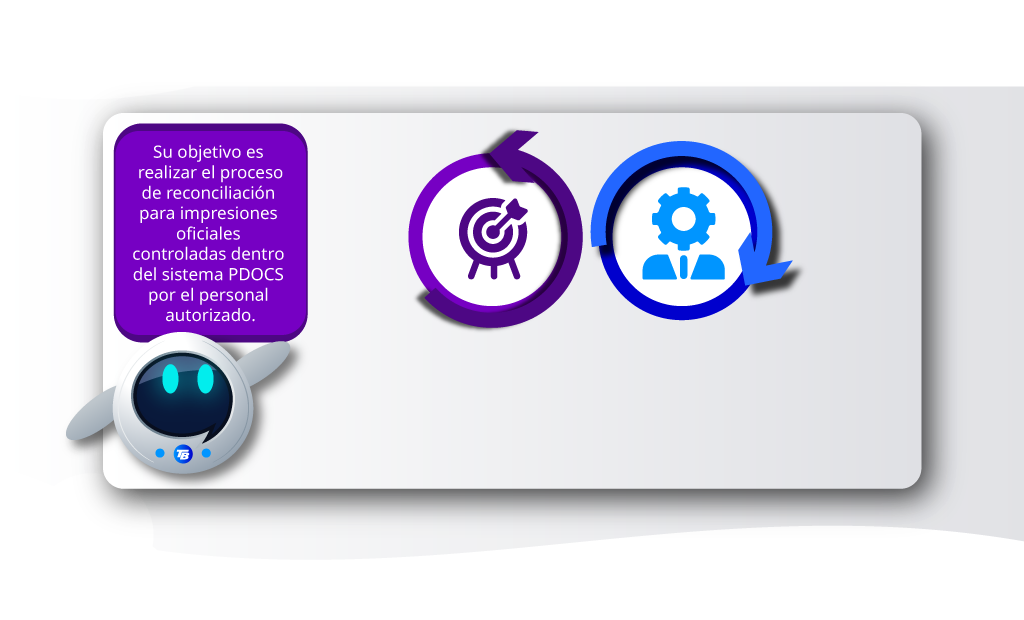 Su objetivo es
realizar el proceso
de reconciliación
para impresiones
oficiales
controladas dentro
del sistema PDOCS
por el personal
autorizado.
TB